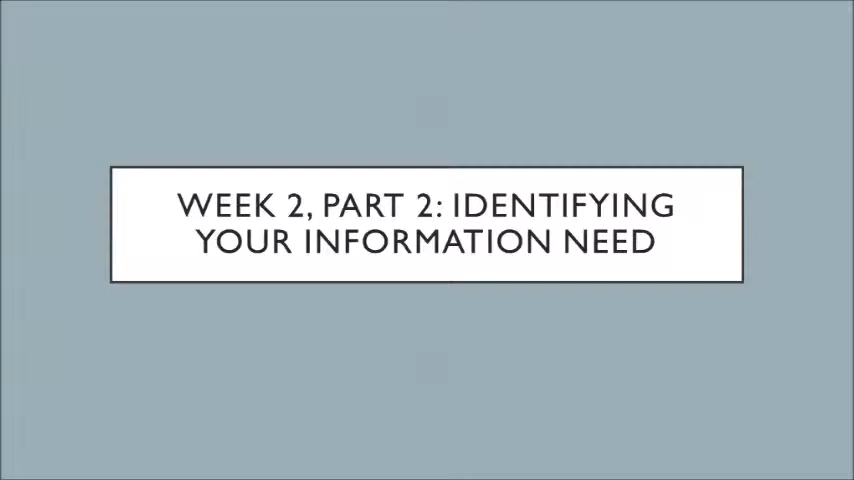 WEEK 2, PART 2: IDENTIFYING
YOUR INFORMATION NEED